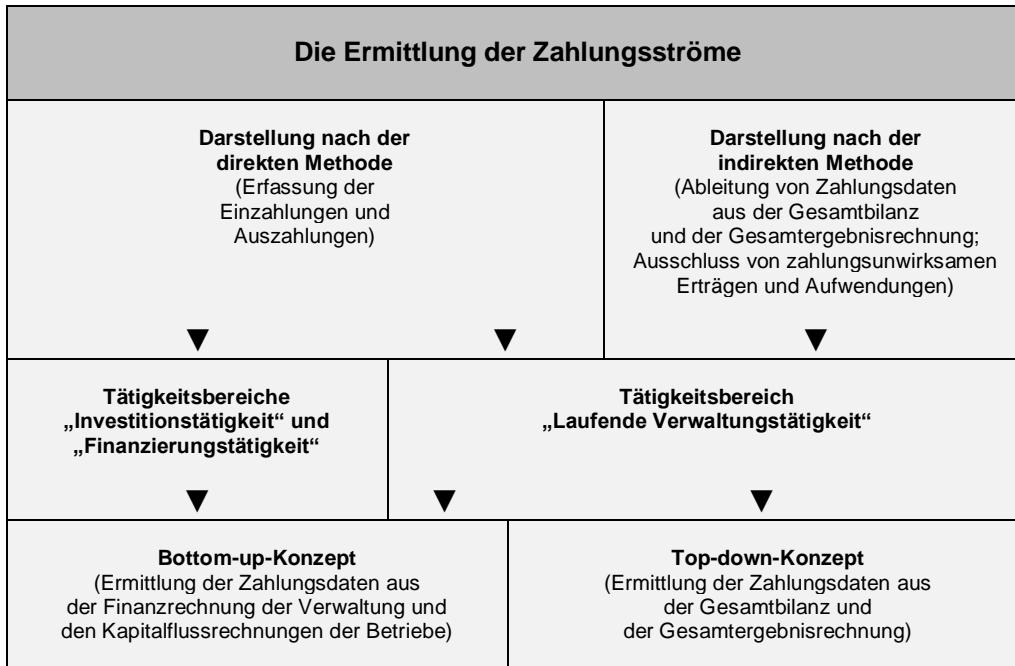 Die Ermittlung der Zahlungsströme
Darstellung nach der
direkten Methode
(Erfassung der
Einzahlungen und
Auszahlungen)
Darstellung nach der
indirekten Methode
(Ableitung von Zahlungsdaten
aus der Gesamtbilanz
und der Gesamtergebnisrechnung;
Ausschluss von zahlungsunwirksamen
Erträgen und Aufwendungen)
Tätigkeitsbereiche
„Investitionstätigkeit“ und
„Finanzierungstätigkeit“
Tätigkeitsbereich
„Laufende Verwaltungstätigkeit“
Bottom-up-Konzept
(Ermittlung der Zahlungsdaten aus
der Finanzrechnung der Verwaltung und
den Kapitalflussrechnungen der Betriebe)
Top-down-Konzept
(Ermittlung der Zahlungsdaten aus
der Gesamtbilanz und
der Gesamtergebnisrechnung)